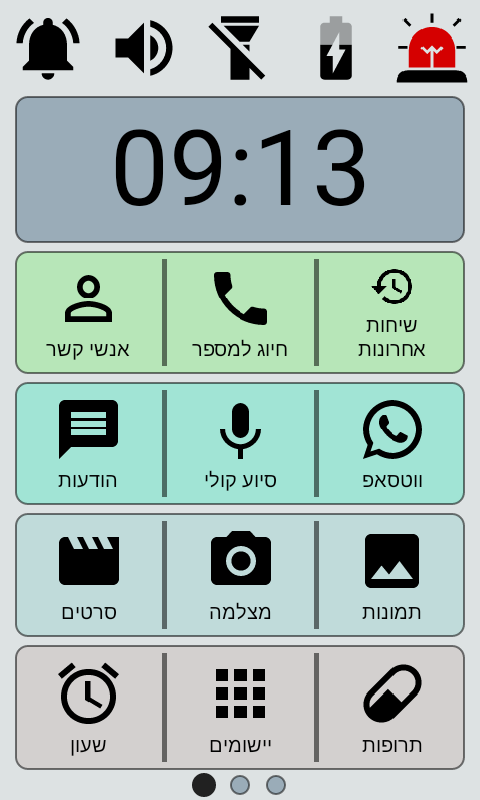 09:13
שיחות
אחרונות
חיוג למספר
אנשי קשר
ווטסאפ
סיוע קולי
הודעות
תמונות
מצלמה
סרטים
תרופות
יישומים
שעון